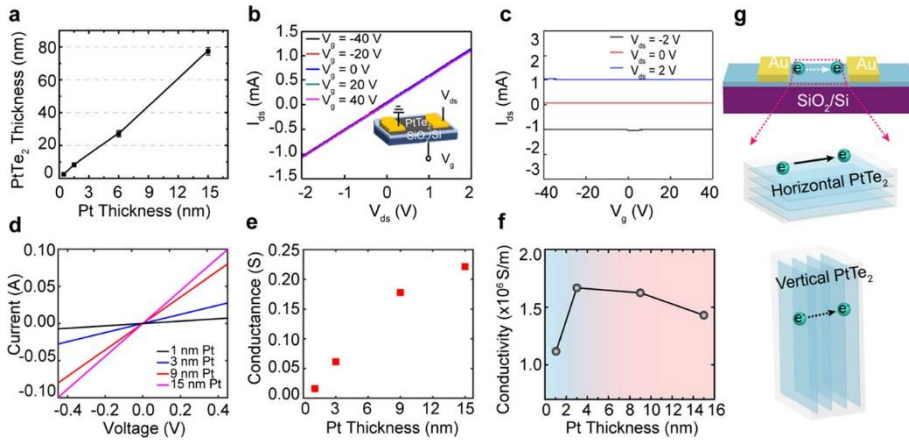 a
PtTe2 Thickness (nm)
80
60
40
20
0 3 6 9 12 15
Pt Thickness (nm)
b
Ids (mA)
1.5
1.0
0.5
0.0
-0.5
-1.0
-1.5
Vg = -40 V
Vg = -20 V
Vg = 0 V
Vg = 20 V
Vg = 40 V
Vds
PtTe2
SiO2/Si
Vg
-2 -1 0 1 2
Vds (V)
c
Ids (mA)
3
2
1
0
-1
-2
-3
Vds = -2 V
Vds = 0 V
Vds = 2 V
-40 -20 0 20 40
Vg (V)
d
Current (A)
0.10
0.05
0.00
-0.05
-0.10
1 nm Pt
3 nm Pt
9 nm Pt
15 nm Pt
-0.4 -0.2 0.0 0.2 0.4
Voltage (V)
e
Conductannce (S)
0.25
0.20
0.15
0.10
0.05
0.00
0 3 6 9 12 15
Pt Thickness (nm)
f
Conductivity (x10^6 S/m)
2.0
1.5
1.0
0 2 4 6 8 10 12 14 16
Pt Thickness (nm)
g
Au e e Au
SiO2/Si
e e
Horizontal PtTe2
Vertical PtTe2
e e